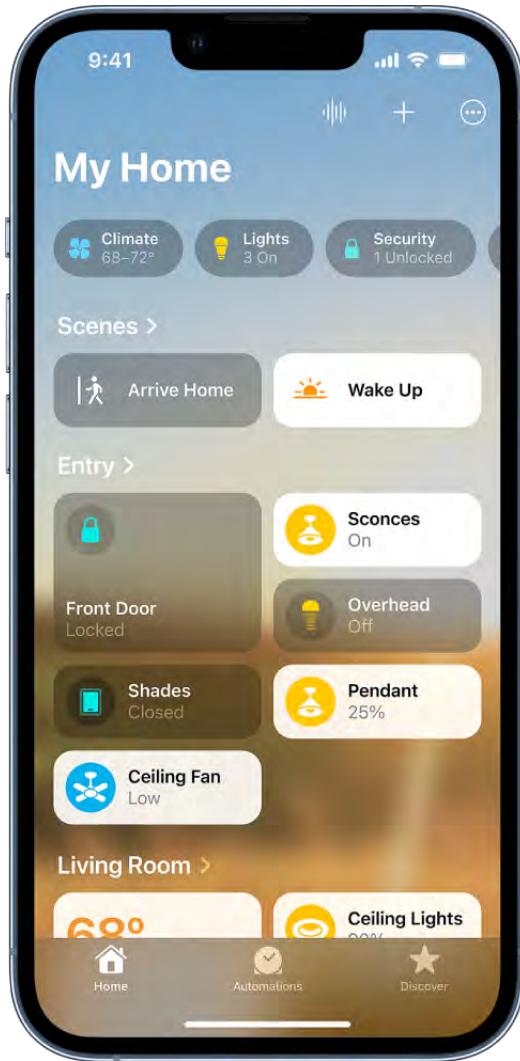 9:41
My Home
Climate
68–72°
Lights
3 On
Security
1 Unlocked
Scenes >
Arrive Home
Wake Up
Entry >
Front Door
Locked
Sconces
On
Overhead
Off
Shades
Closed
Pendant
25%
Ceiling Fan
Low
Living Room >
68°
Ceiling Lights
Home
Automations
Discover